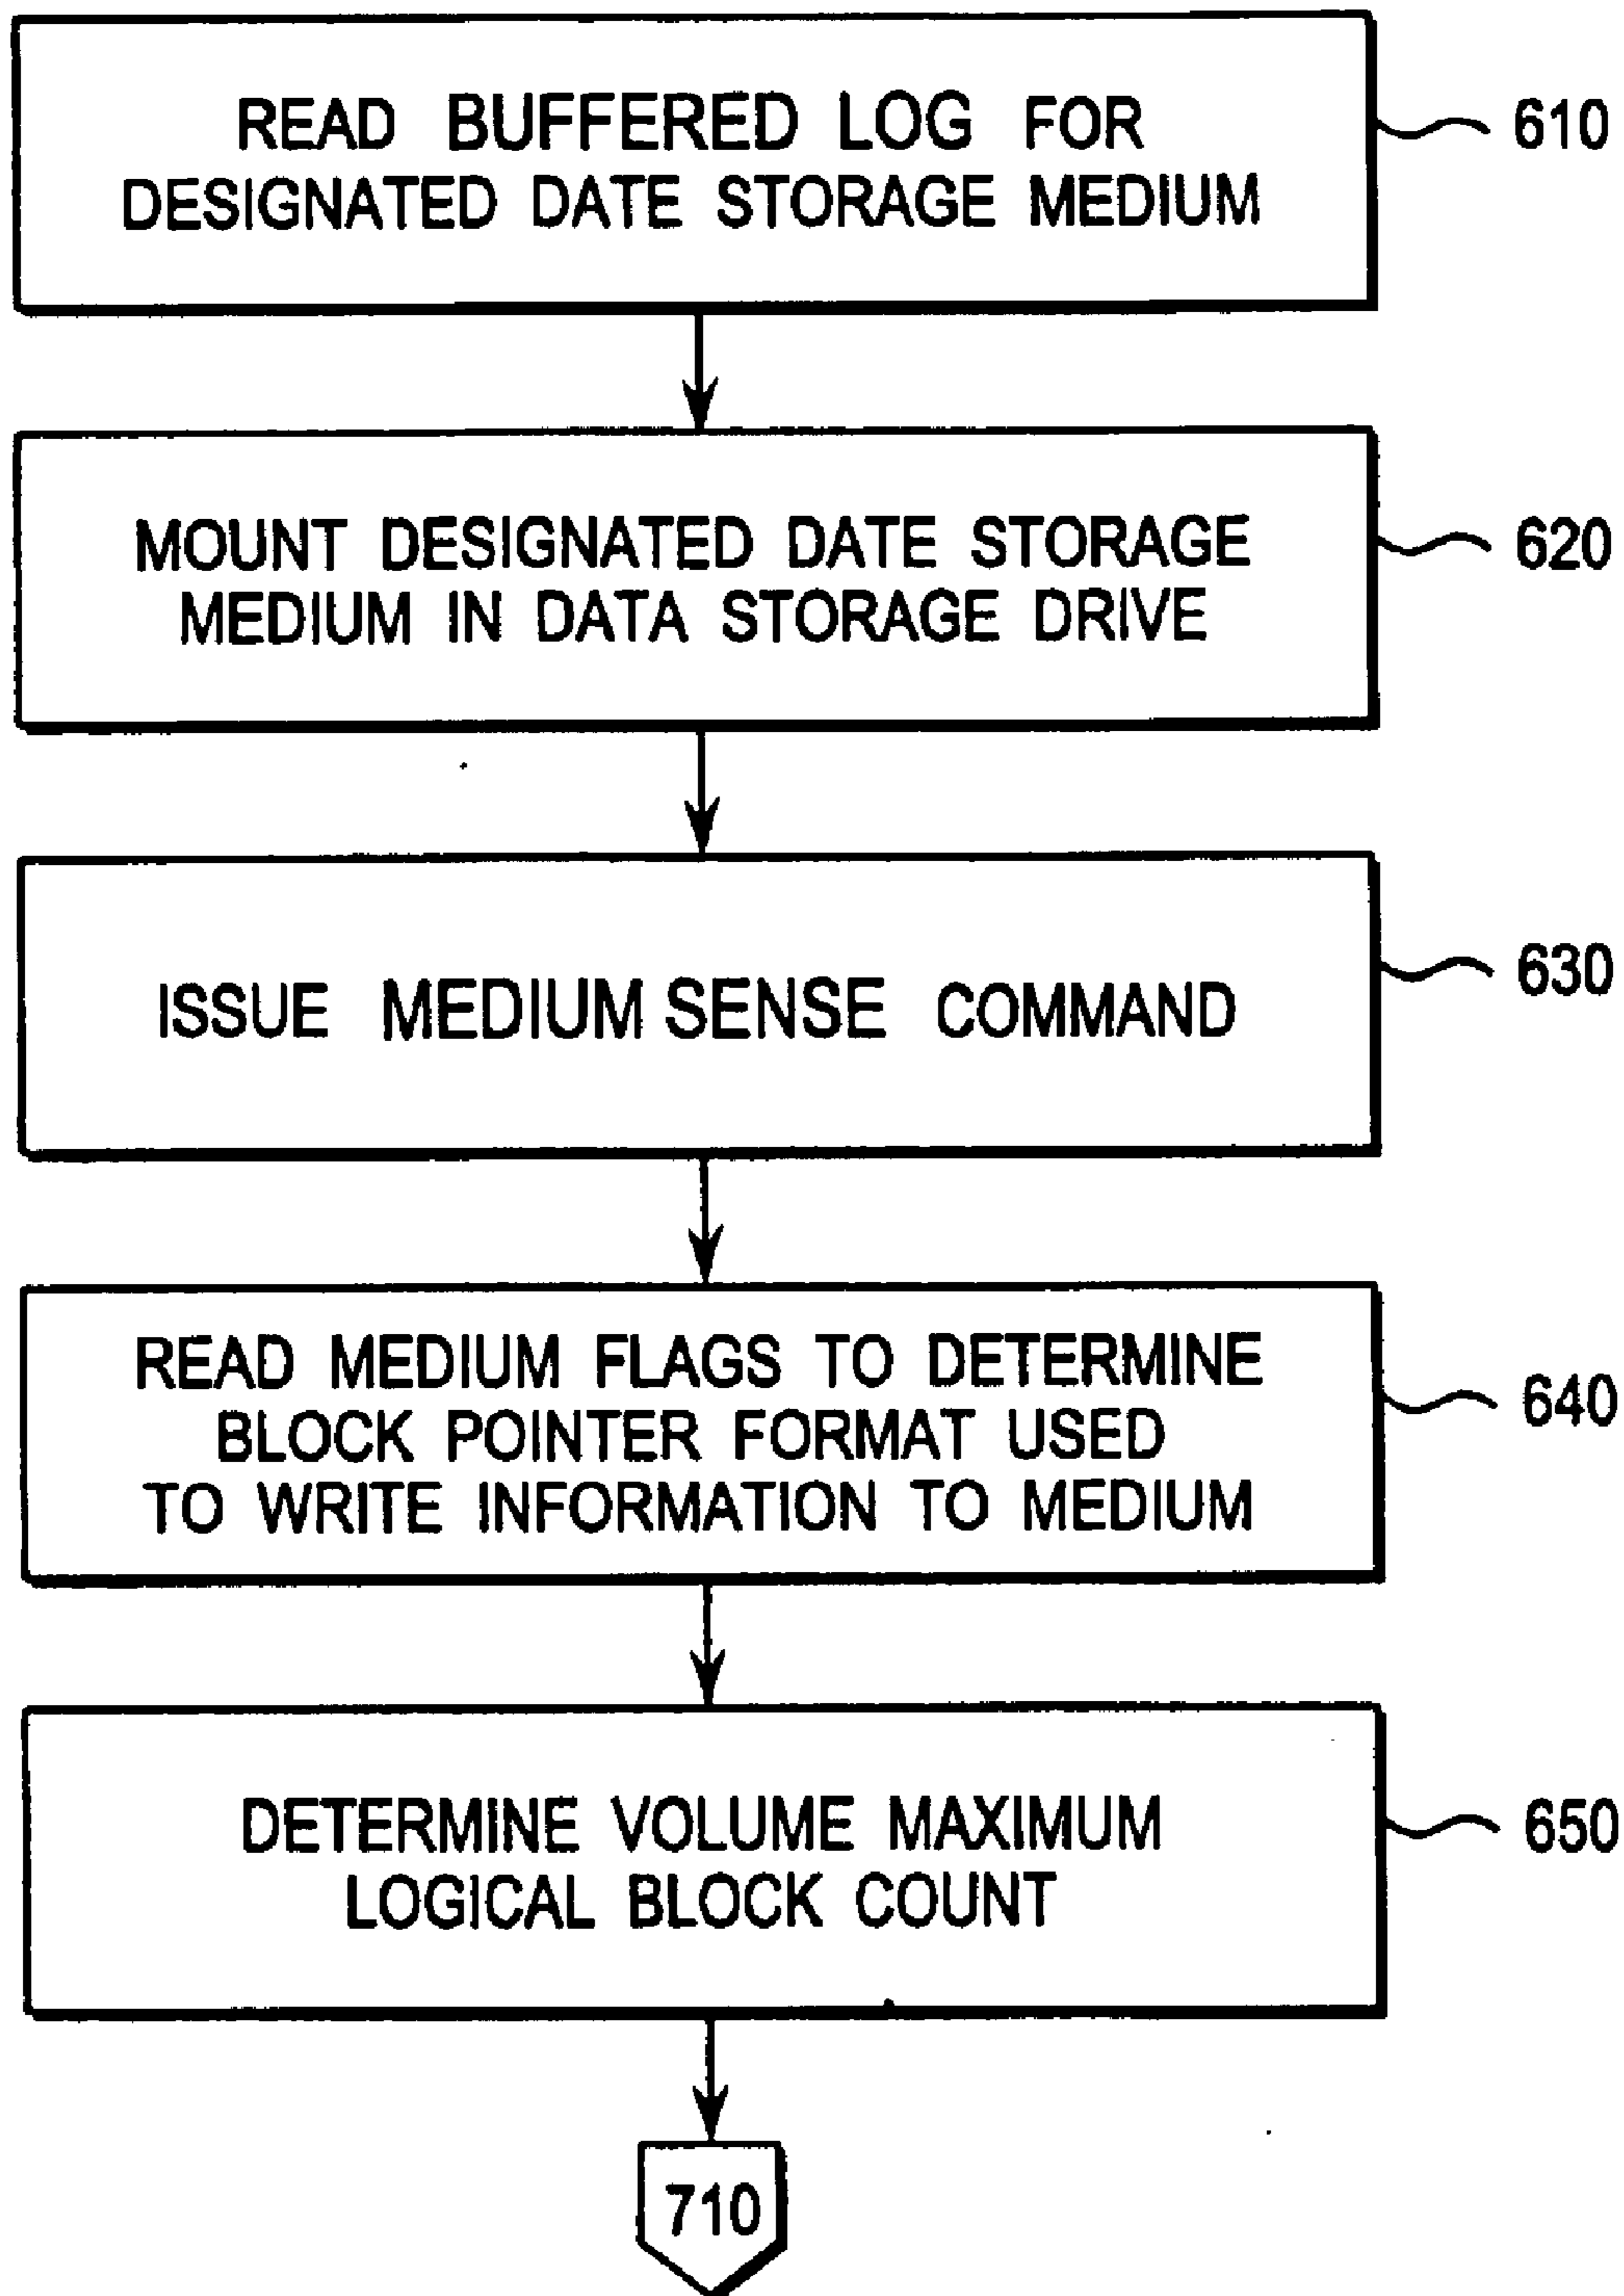 READ BUFFERED LOG FOR
DESIGNATED DATE STORAGE MEDIUM
610
MOUNT DESIGNATED DATE STORAGE
MEDIUM IN DATA STORAGE DRIVE
620
ISSUE MEDIUM SENSE COMMAND
630
READ MEDIUM FLAGS TO DETERMINE
BLOCK POINTER FORMAT USED
TO WRITE INFORMATION TO MEDIUM
640
DETERMINE VOLUME MAXIMUM
LOGICAL BLOCK COUNT
650
710